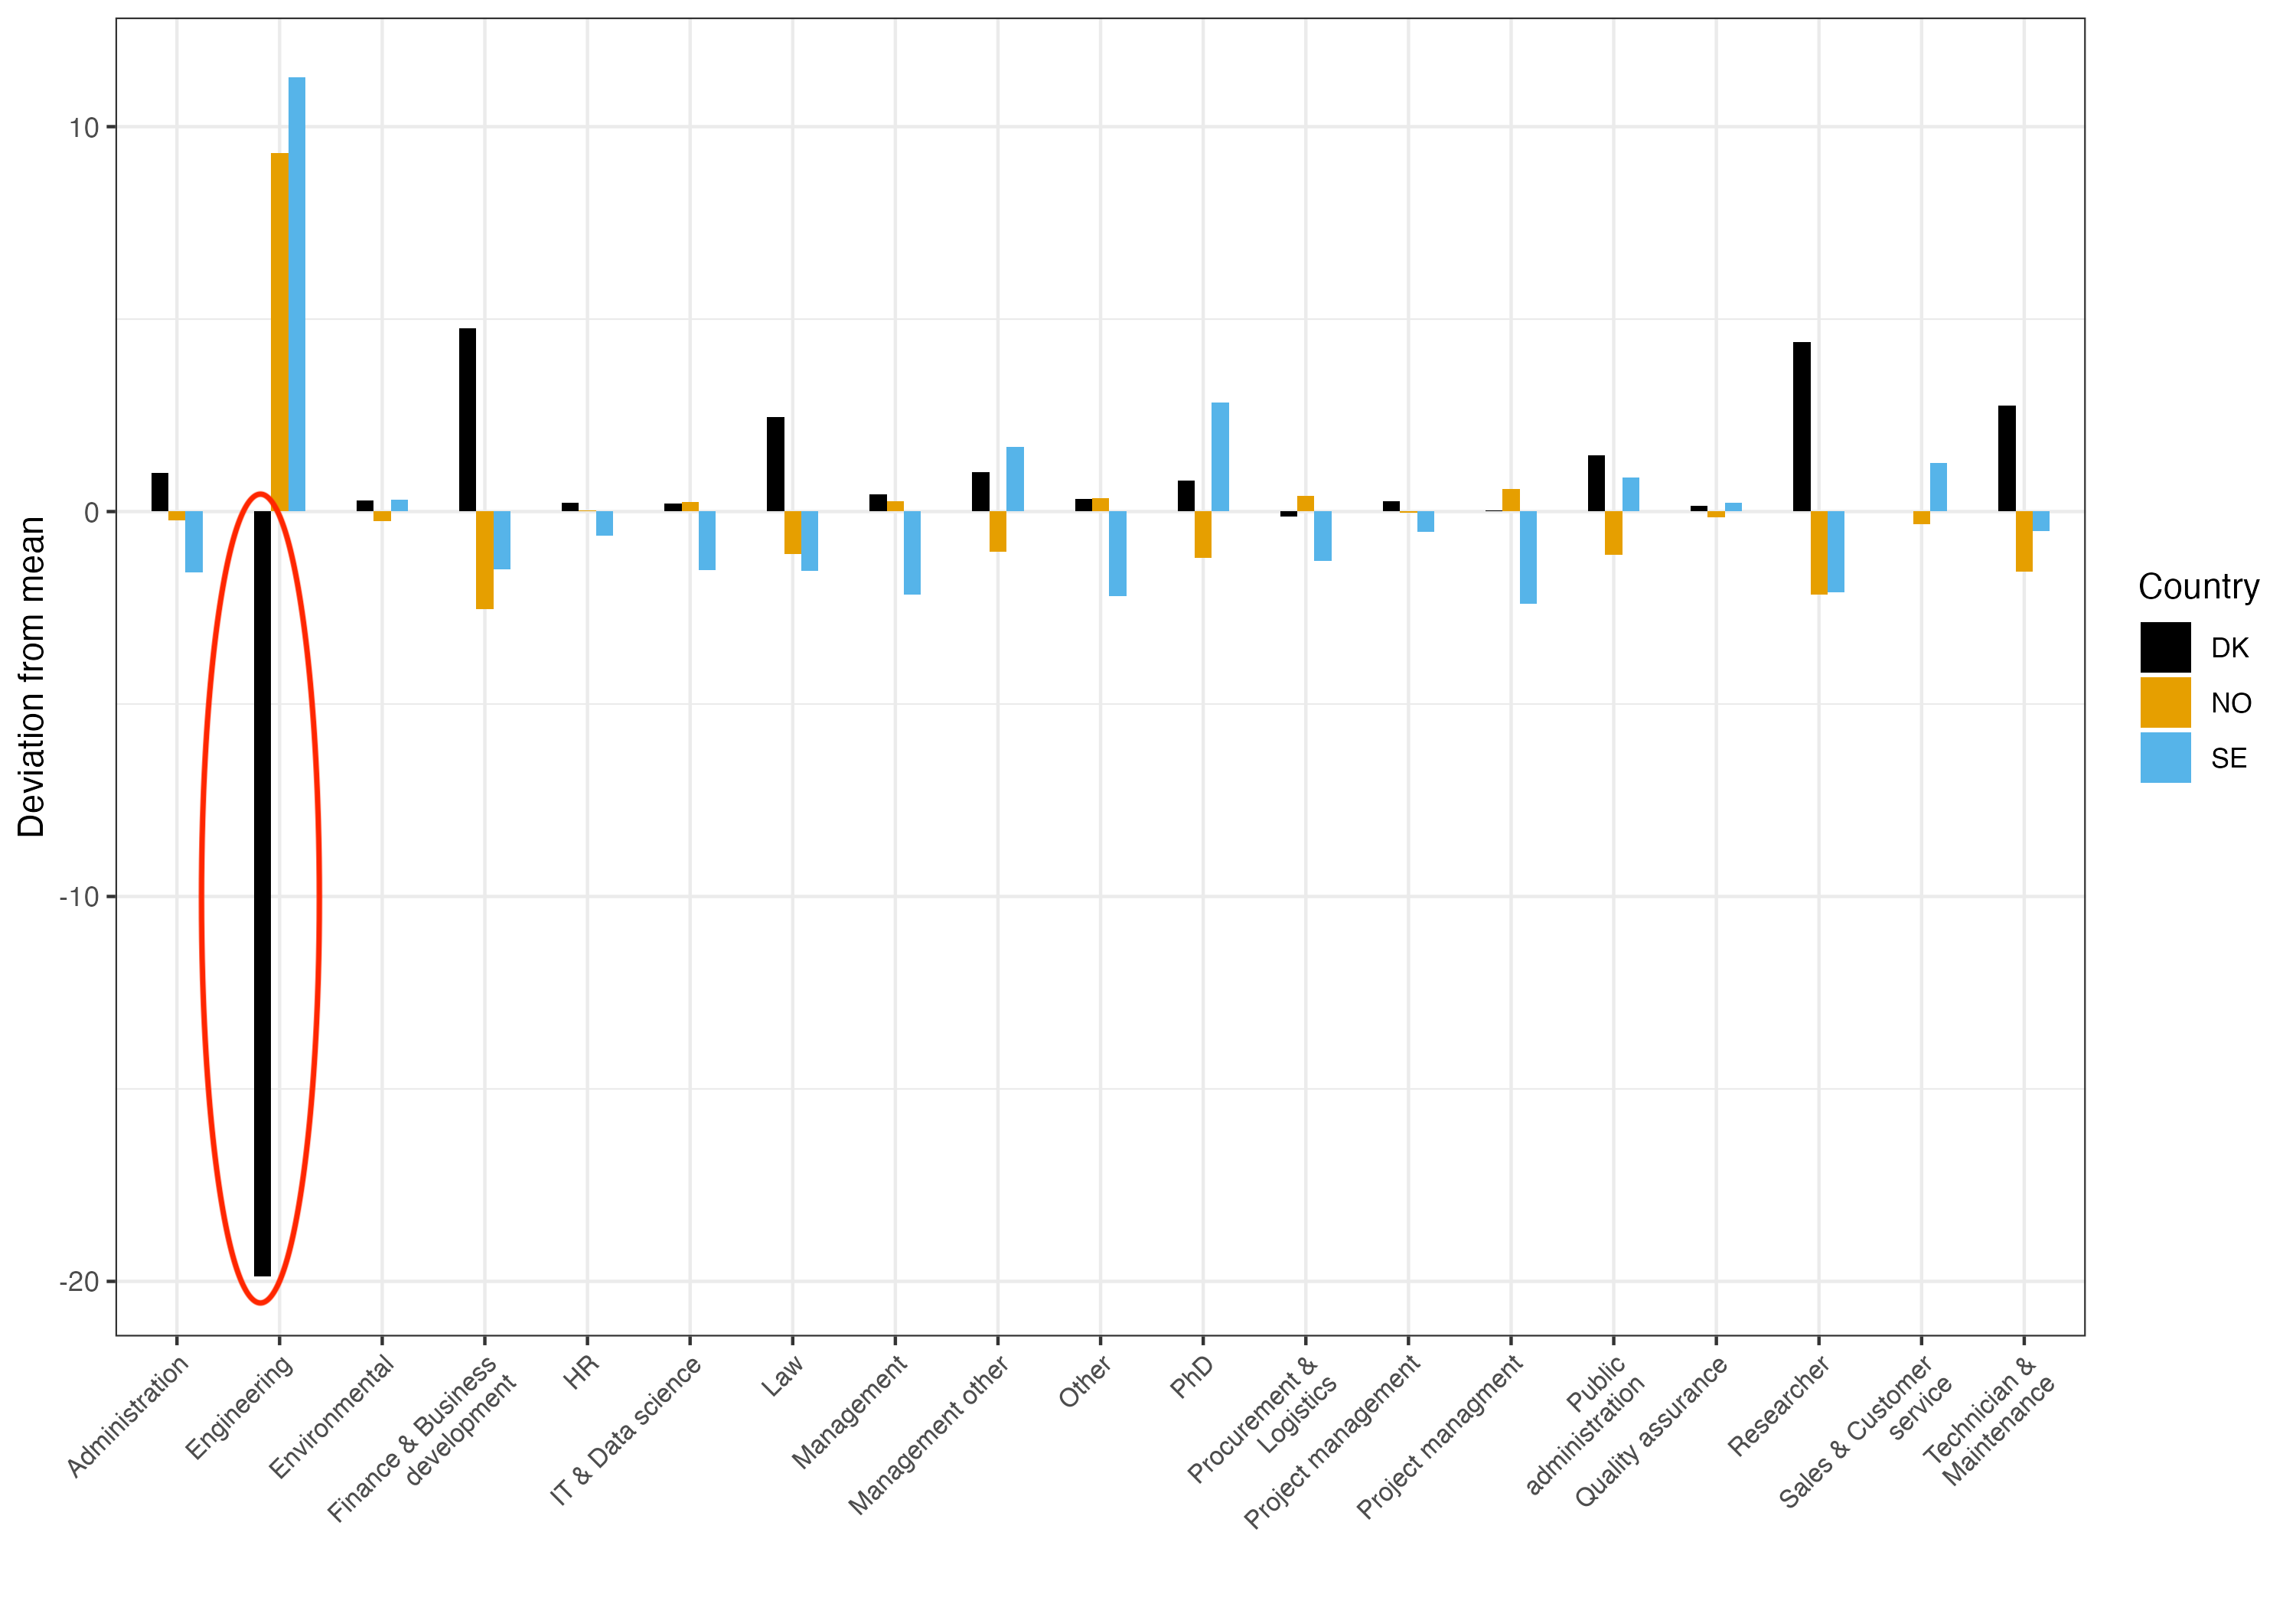 Deviation from mean
10
0
-10
-20
Administration
Engineering
Environmental
Finance & Business
development
HR
IT & Data science
Law
Management
Management other
Other
PhD
Procurement &
Logistics
Project management
Project managment
Public
administration
Quality assurance
Researcher
Sales & Customer
service
Technician &
Maintenance
Country
DK
NO
SE